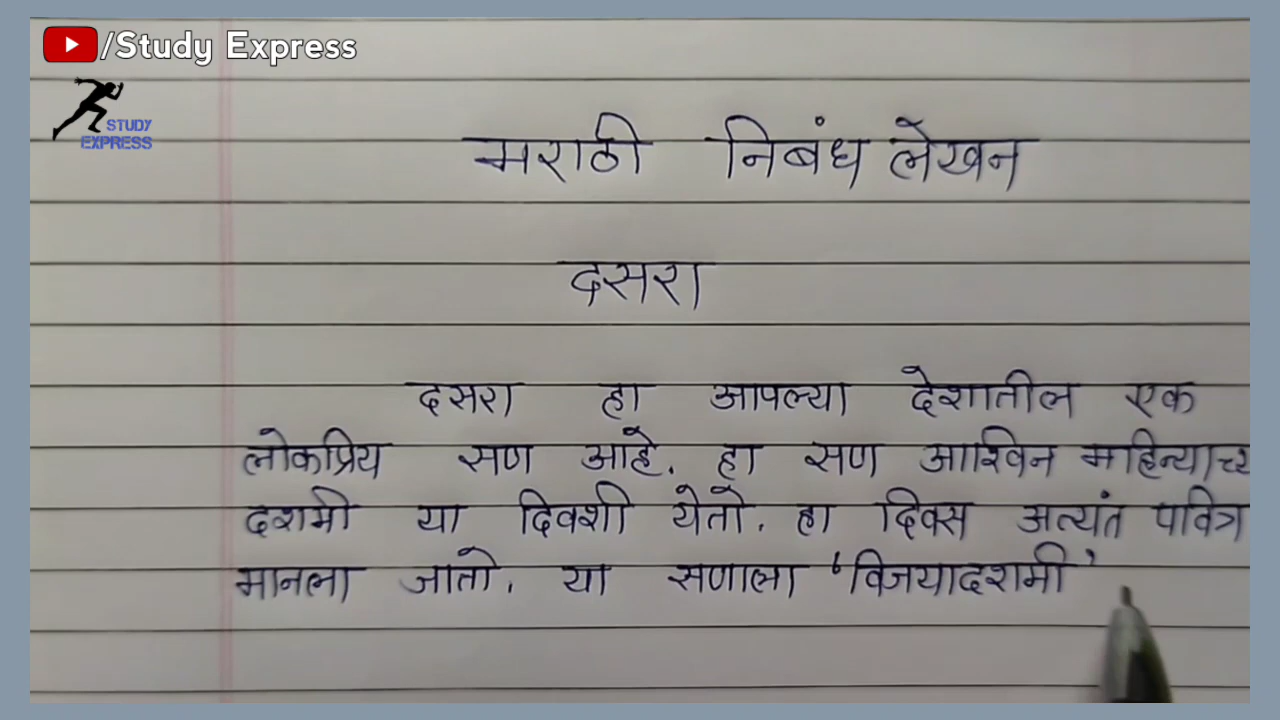 /Study Express
STUDY
EXPRESS
मराठी निबंध लेखन
दसरा
दसरा हा आपल्या देशातील एक
लोकप्रिय सण आहे. हा सण आश्विन महिन्याच्य
दशमी या दिवशी येतो. हा दिवस अत्यंत पवित्र
मानला जातो. या सणाला ‘विजयादशमी’